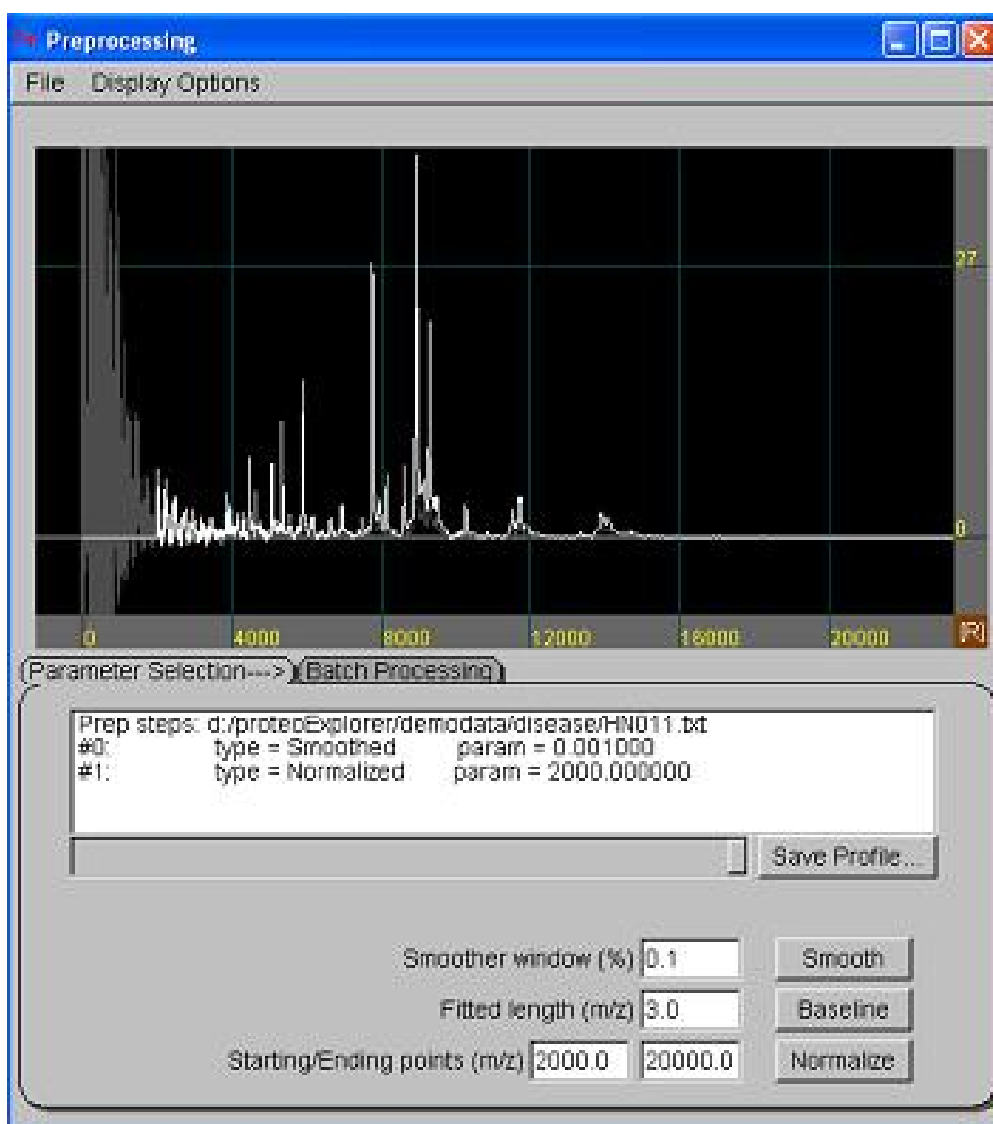 Preprocessing
File Display Options
27
0
0 4000 8000 12000 16000 20000 [R]
Parameter Selection---> Batch Processing
Prep steps: d:/protecExplorer/demodata/disease/HN011.txt
#0: type = Smoothed param = 0.001000
#1: type = Normalized param = 2000.000000
Save Profile...
Smoother window (%) 0.1 Smooth
Fitted length (m/z) 3.0 Baseline
Starting/Ending points (m/z) 2000.0 20000.0 Normalize